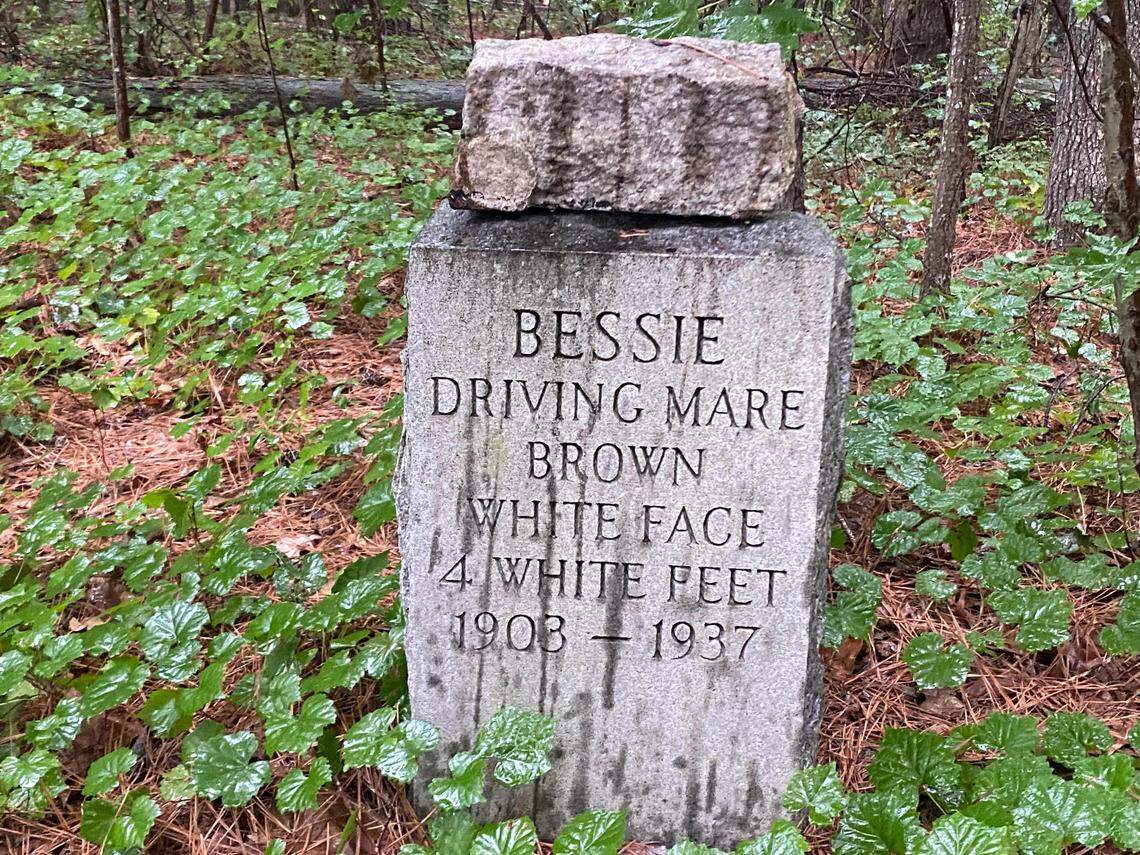 BESSIE
DRIVING MARE
BROWN
WHITE FACE
4 WHITE FEET
1903 — 1937